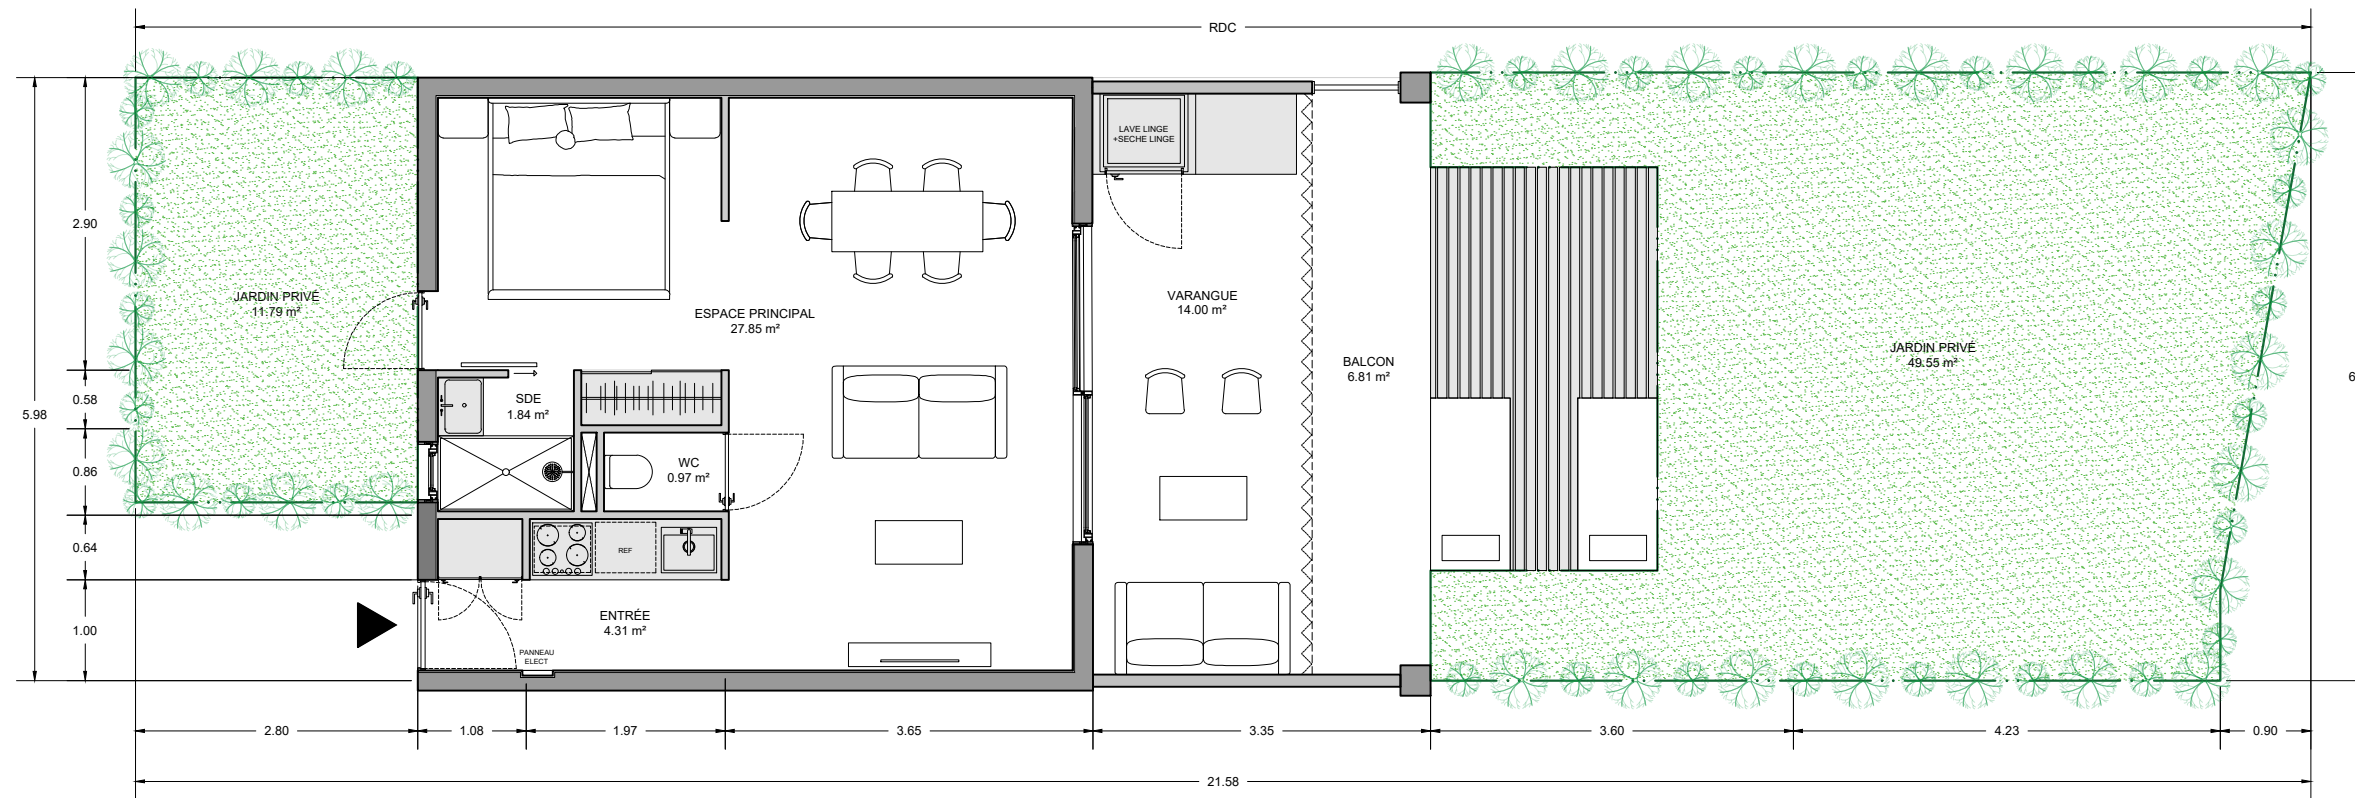 RDC
LAVE LINGE
+SECHE LINGE
2.90
JARDIN PRIVÉ
11.79 m²
VARANGUE
14.00 m²
ESPACE PRINCIPAL
27.85 m²
JARDIN PRIVÉ
49.55 m²
BALCON
6.81 m²
6
0.58
SDE
1.84 m²
5.98
0.86
WC
0.97 m²
0.64
REF
ENTRÉE
4.31 m²
1.00
PANNEAU
ELECT
2.80
1.08
1.97
3.65
3.35
3.60
4.23
0.90
21.58